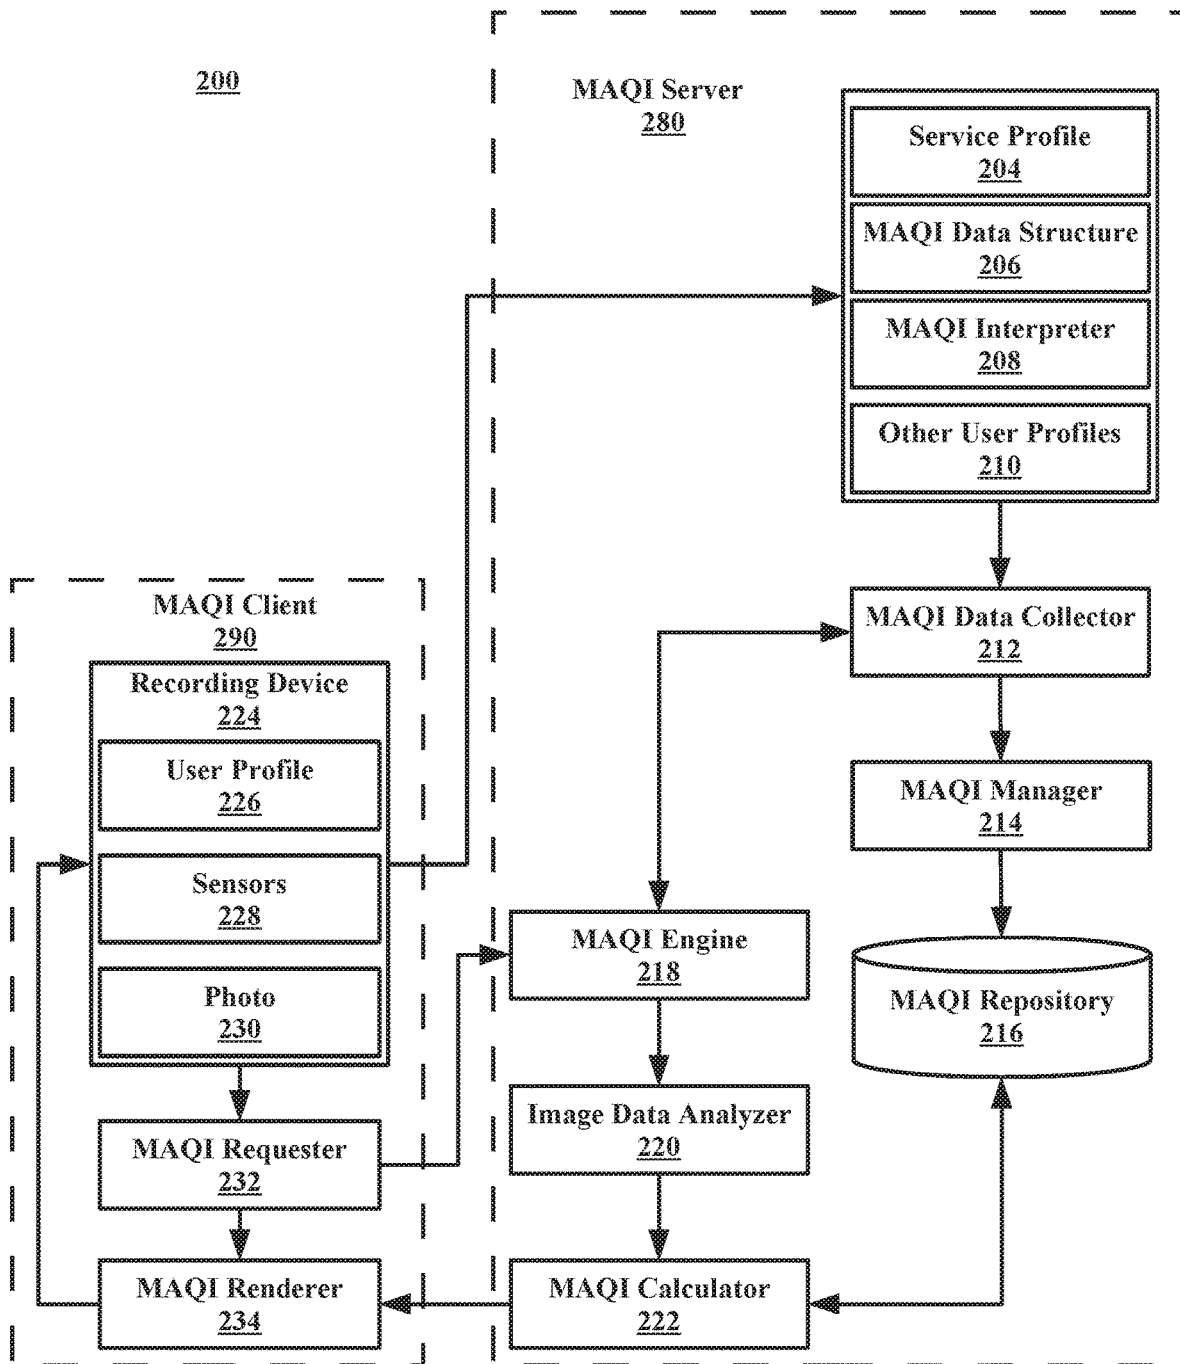 200
MAQI Server
280
Service Profile
204
MAQI Data Structure
206
MAQI Interpreter
208
Other User Profiles
210
MAQI Client
290
Recording Device
224
User Profile
226
Sensors
228
Photo
230
MAQI Requester
232
MAQI Renderer
234
MAQI Data Collector
212
MAQI Manager
214
MAQI Repository
216
MAQI Engine
218
Image Data Analyzer
220
MAQI Calculator
222